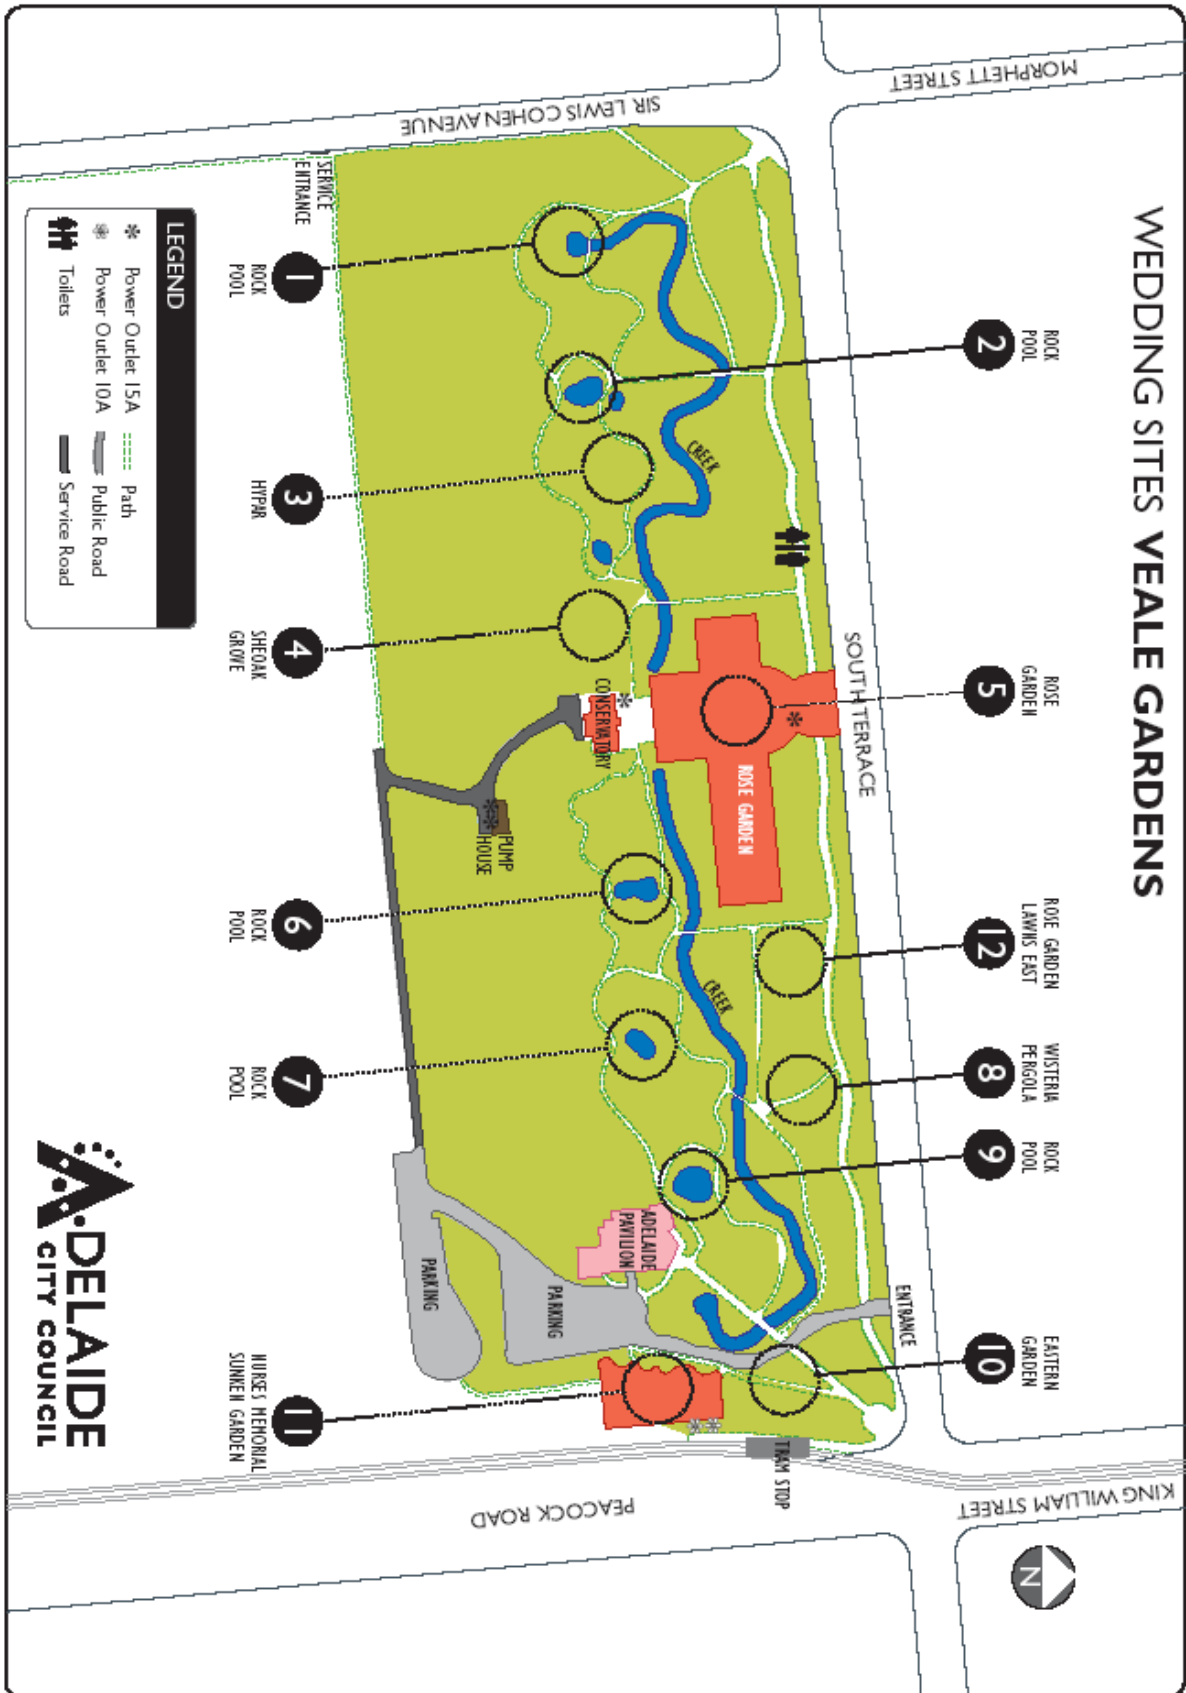 WEDDING SITES VEALE GARDENS
MORPHETT STREET
KING WILLIAM STREET
N
ROCK
POOL
2
ROSE
GARDEN
5
ROSE GARDEN
LAWNS EAST
12
WISTERIA
PERGOLA
8
ROCK
POOL
9
EASTERN
GARDEN
10
SOUTH TERRACE
ENTRANCE
SIR LEWIS COHEN AVENUE
CREEK
ROSE GARDEN
CREEK
TRAM STOP
CONSERVATORY
ADELAIDE
PAVILION
PUMP
HOUSE
PARKING
PARKING
PEACOCK ROAD
SERVICE
ENTRANCE
1
ROCK
POOL
3
HYPAR
4
SHEOAK
GROVE
6
ROCK
POOL
7
ROCK
POOL
11
NURSES MEMORIAL
SUNKEN GARDEN
LEGEND
Power Outlet 15A
Path
Power Outlet 10A
Public Road
Toilets
Service Road
ADELAIDE
CITY COUNCIL